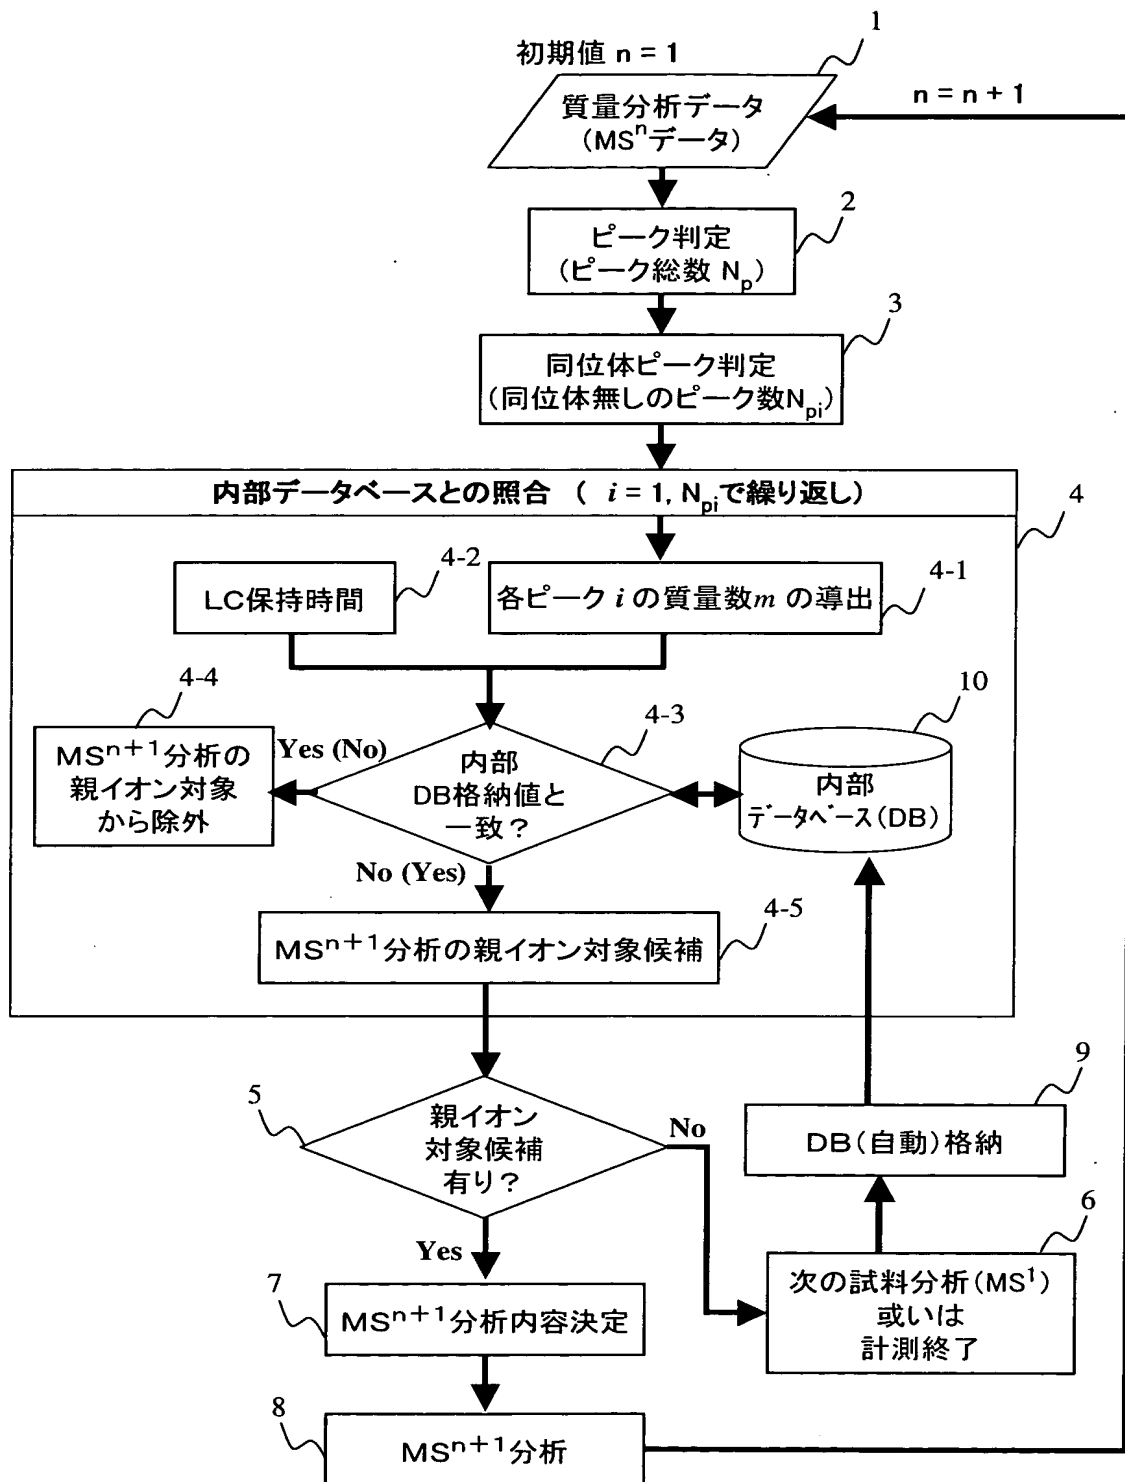 1
初期値 n = 1
n = n + 1
質量分析データ
(MSⁿデータ)
2
ピーク判定
(ピーク総数 Np)
3
同位体ピーク判定
(同位体無しのピーク数Npi)
内部データベースとの照合 ( i = 1, Npiで繰り返し)
4
4-2
4-1
LC保持時間
各ピーク i の質量数m の導出
4-4
4-3
10
MSⁿ⁺¹分析の
親イオン対象
から除外
Yes (No)
内部
DB格納値と
一致?
内部
データベース(DB)
No (Yes)
4-5
MSⁿ⁺¹分析の親イオン対象候補
5
親イオン
対象候補
有り?
No
9
DB(自動)格納
Yes
6
7
MSⁿ⁺¹分析内容決定
次の試料分析(MS¹)
或いは
計測終了
8
MSⁿ⁺¹分析